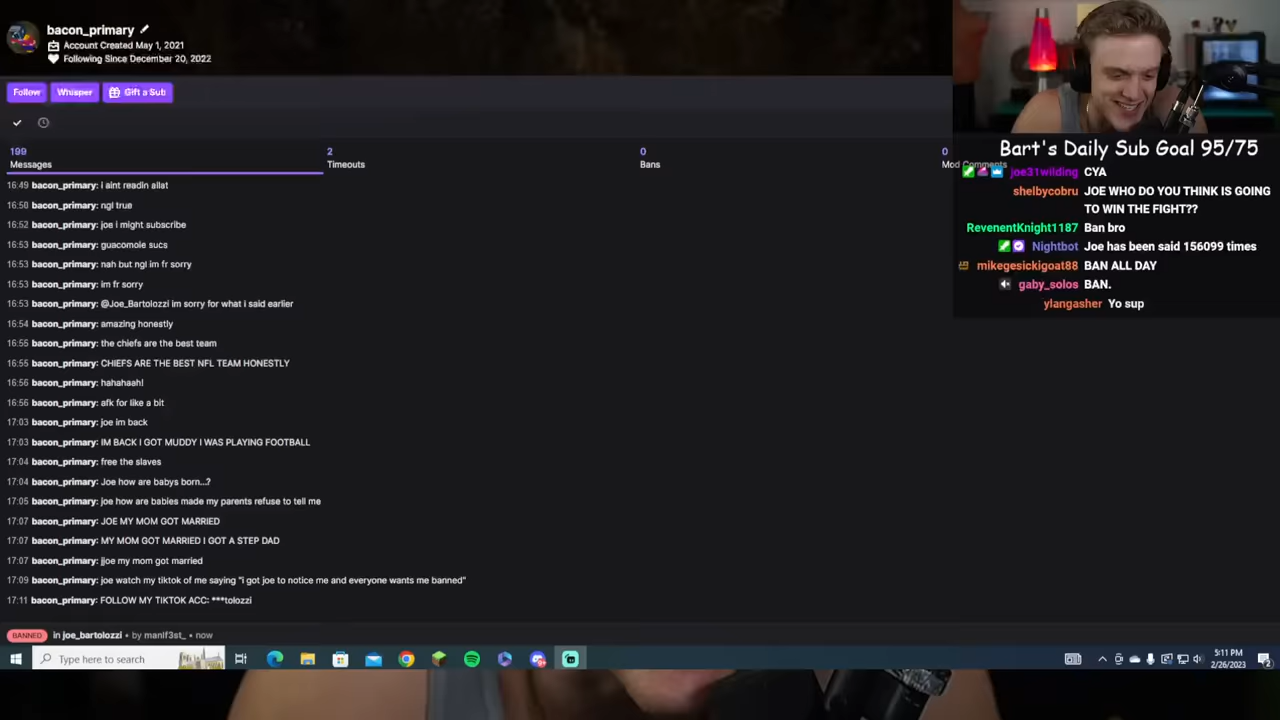 bacon_primary
Account Created May 1, 2021
Following Since December 20, 2022
Follow Whisper Gift a Sub
199 2 0 0
Messages Timeouts Bans Mod Comments
16:49 bacon_primary: i aint readin allat
16:50 bacon_primary: ngl true
16:52 bacon_primary: joe i might subscribe
16:53 bacon_primary: guacomole sucs
16:53 bacon_primary: nah but ngl im fr sorry
16:53 bacon_primary: im fr sorry
16:53 bacon_primary: @Joe_Bartolozzi im sorry for what i said earlier
16:54 bacon_primary: amazing honestly
16:55 bacon_primary: the chiefs are the best team
16:55 bacon_primary: CHIEFS ARE THE BEST NFL TEAM HONESTLY
16:56 bacon_primary: hahahaah!
16:56 bacon_primary: afk for like a bit
17:03 bacon_primary: joe im back
17:03 bacon_primary: IM BACK I GOT MUDDY I WAS PLAYING FOOTBALL
17:04 bacon_primary: free the slaves
17:04 bacon_primary: Joe how are babys born...?
17:05 bacon_primary: joe how are babies made my parents refuse to tell me
17:07 bacon_primary: JOE MY MOM GOT MARRIED
17:07 bacon_primary: MY MOM GOT MARRIED I GOT A STEP DAD
17:07 bacon_primary: jjoe my mom got married
17:09 bacon_primary: joe watch my tiktok of me saying "i got joe to notice me and everyone wants me banned"
17:11 bacon_primary: FOLLOW MY TIKTOK ACC: ***tolozzi
BANNED in joe_bartolozzi • by man1f3st_ • now
Bart's Daily Sub Goal 95/75
joe31wilding CYA
shelbycobru JOE WHO DO YOU THINK IS GOING
TO WIN THE FIGHT??
RevenentKnight1187 Ban bro
Nightbot Joe has been said 156099 times
mikegesickigoat88 BAN ALL DAY
gaby_solos BAN.
ylangasher Yo sup
Type here to search
5:11 PM
2/26/2023
2